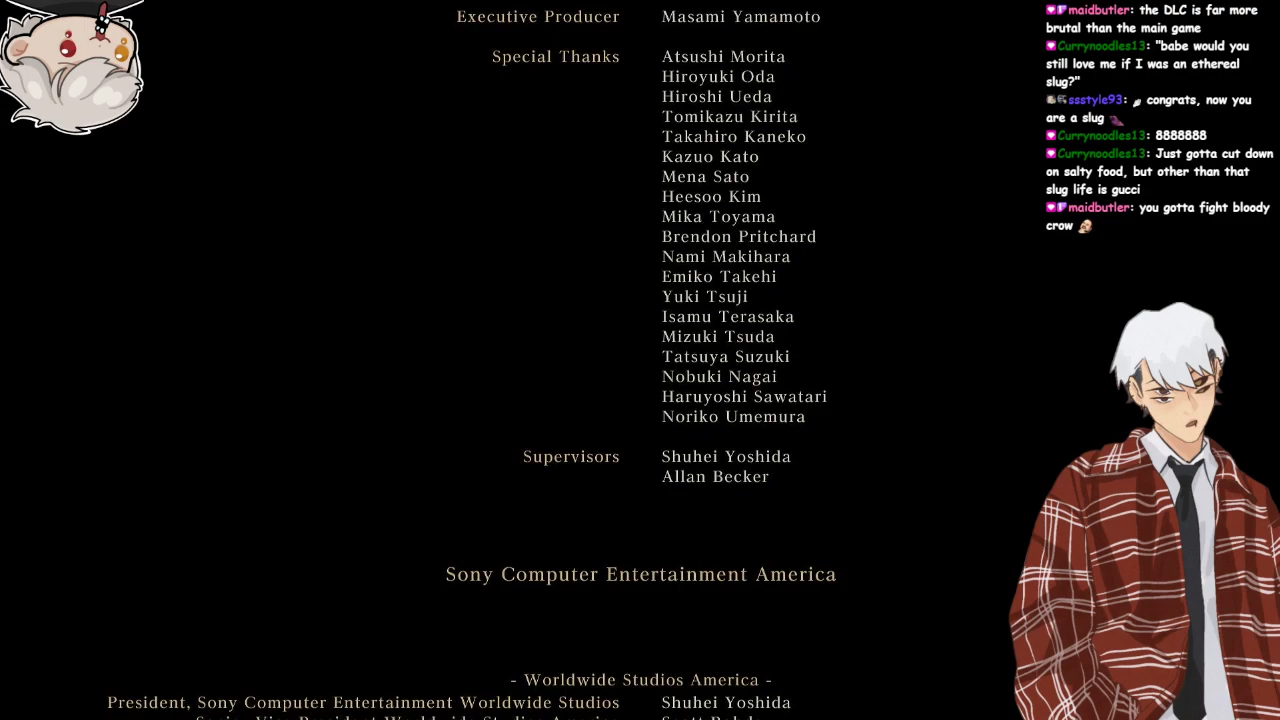 Executive Producer Masami Yamamoto
Special Thanks Atsushi Morita
Hiroyuki Oda
Hiroshi Ueda
Tomikazu Kirita
Takahiro Kaneko
Kazuo Kato
Mena Sato
Heesoo Kim
Mika Toyama
Brendon Pritchard
Nami Makihara
Emiko Takehi
Yuki Tsuji
Isamu Terasaka
Mizuki Tsuda
Tatsuya Suzuki
Nobuki Nagai
Haruyoshi Sawatari
Noriko Umemura
Supervisors Shuhei Yoshida
Allan Becker
Sony Computer Entertainment America
- Worldwide Studios America -
President, Sony Computer Entertainment Worldwide Studios Shuhei Yoshida
maidbutler: the DLC is far more
brutal than the main game
Currynoodles13: "babe would you
still love me if I was an ethereal
slug?"
ssstyle93: congrats, now you
are a slug
Currynoodles13: 8888888
Currynoodles13: Just gotta cut down
on salty food, but other than that
slug life is gucci
maidbutler: you gotta fight bloody
crow